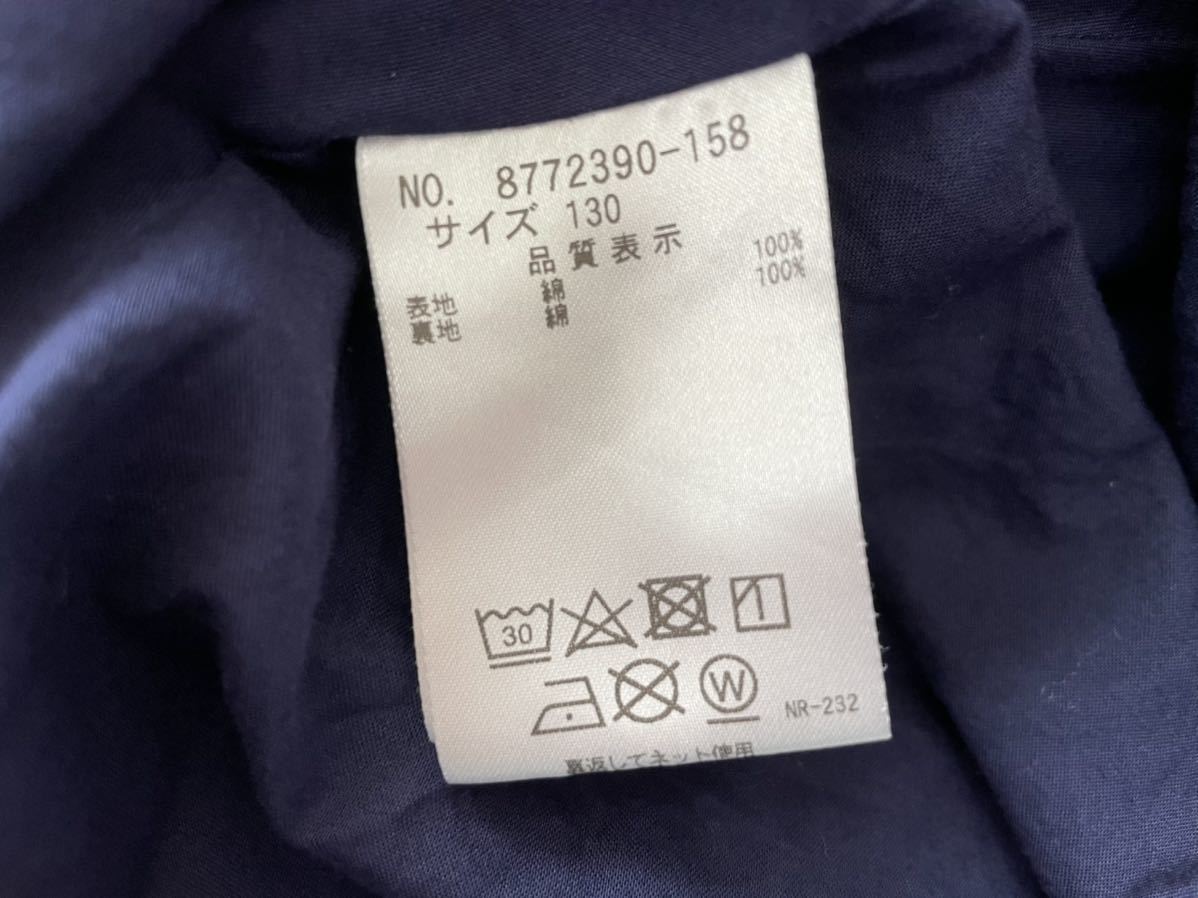 NO. 8772390-158
サイズ 130
品質表示
表地 綿 100%
裏地 綿 100%
30
W
NR-232
裏返してネット使用